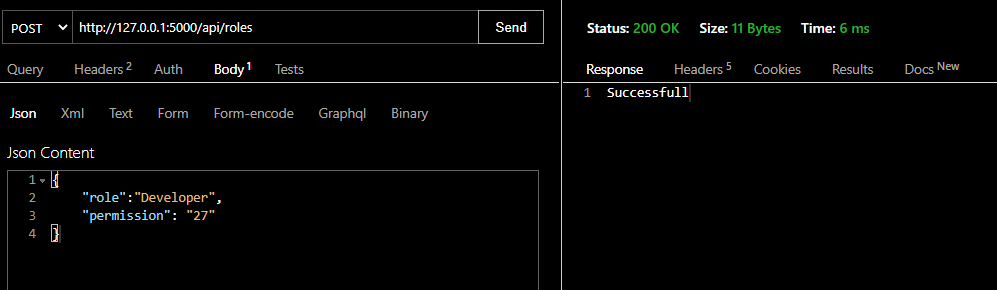 POST http://127.0.0.1:5000/api/roles Send
Query Headers 2 Auth Body 1 Tests
Json Xml Text Form Form-encode Graphql Binary
Json Content
1 {
2 "role":"Developer",
3 "permission": "27"
4 }
Status: 200 OK Size: 11 Bytes Time: 6 ms
Response Headers 5 Cookies Results Docs New
1 Successfull